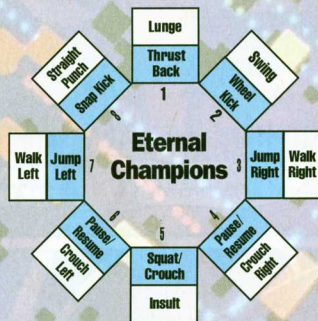 Lunge
Thrust
Back
1
Swing
Wheel
Kick
2
Jump
Right
Walk
Right
3
Pause/
Resume
Crouch
Right
4
5
Squat/
Crouch
Insult
Pause/
Resume
Crouch
Left
6
Walk
Left
Jump
Left
7
Straight
Punch
Snap Kick
8
Eternal
Champions